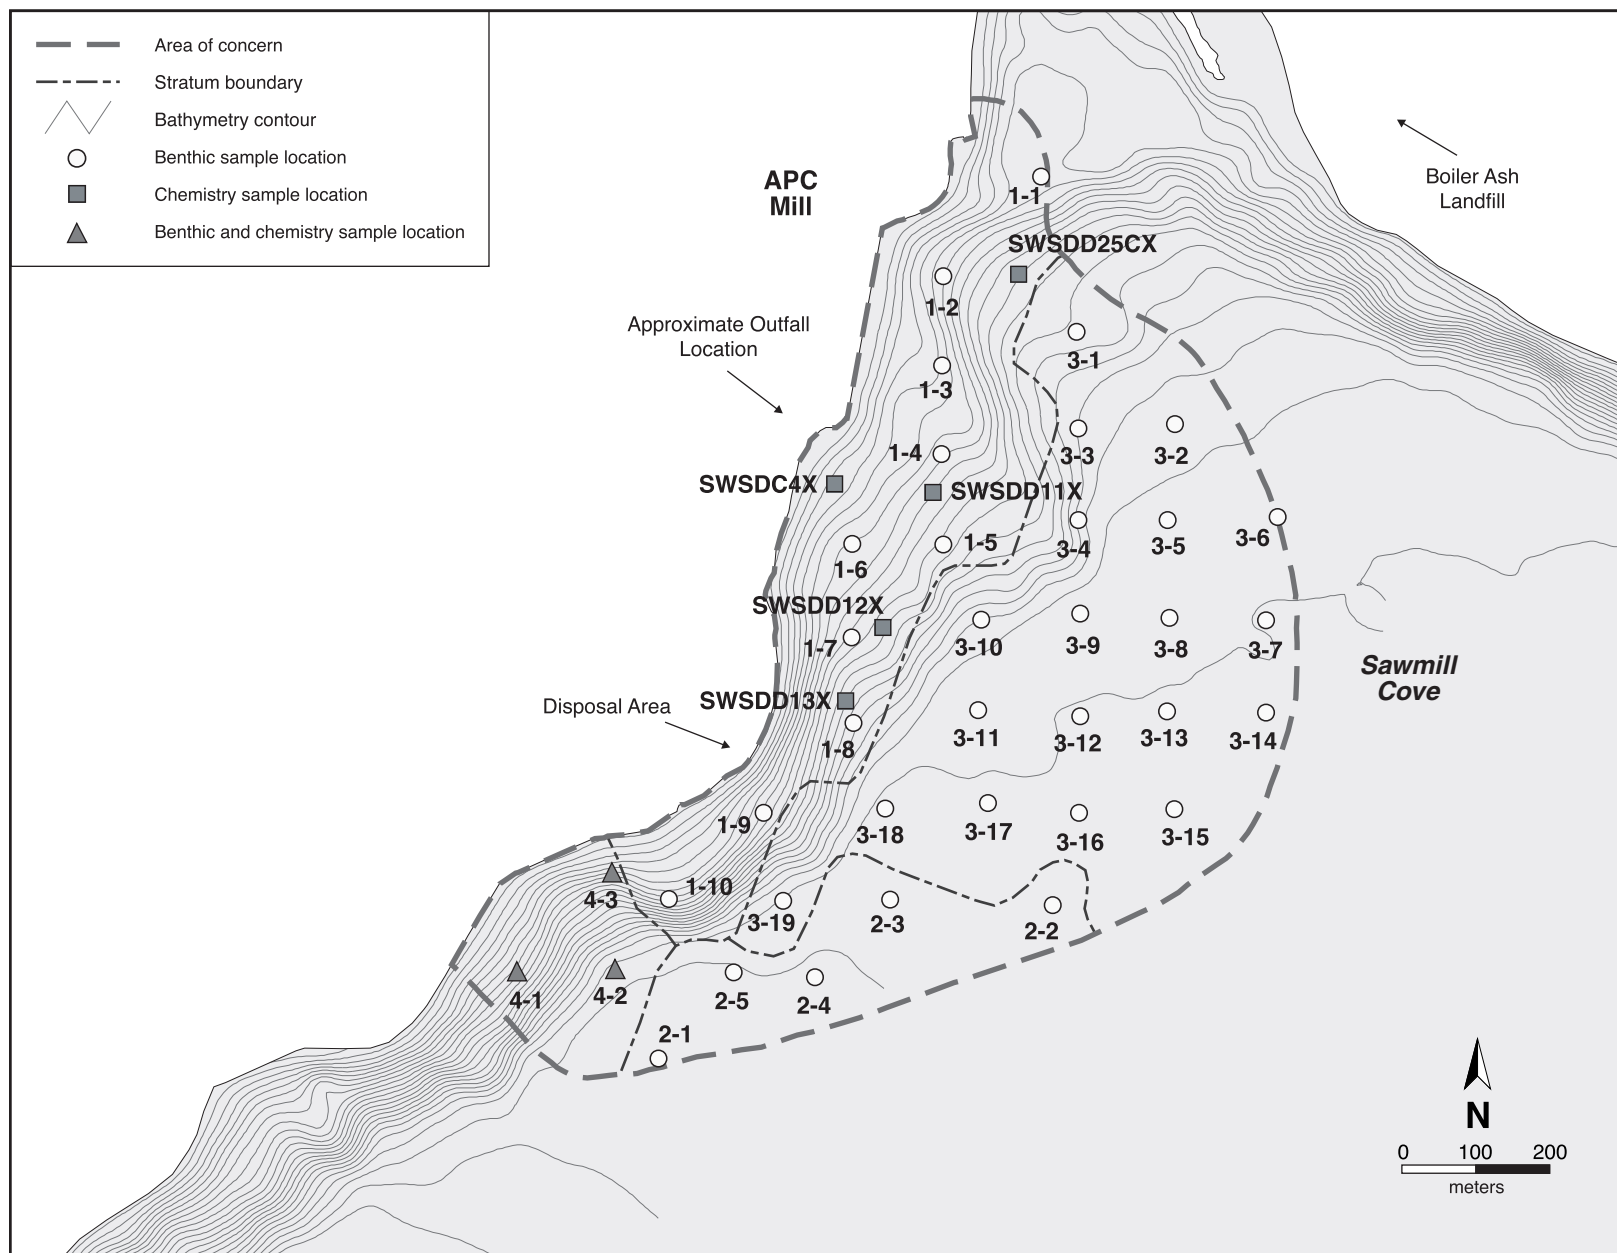 Area of concern
Stratum boundary
Bathymetry contour
Benthic sample location
Chemistry sample location
Benthic and chemistry sample location
APC
Mill
Boiler Ash
Landfill
1-1
SWSDD25CX
1-2
Approximate Outfall
Location
3-1
1-3
1-4
3-3
3-2
SWSDC4X
SWSDD11X
1-5
3-4
3-5
3-6
1-6
SWSDD12X
1-7
3-10
3-9
3-8
3-7
Sawmill
Cove
SWSDD13X
Disposal Area
1-8
3-11
3-12
3-13
3-14
1-9
3-18
3-17
3-16
3-15
1-10
4-3
3-19
2-3
2-2
4-1
4-2
2-5
2-4
2-1
N
0 100 200
meters